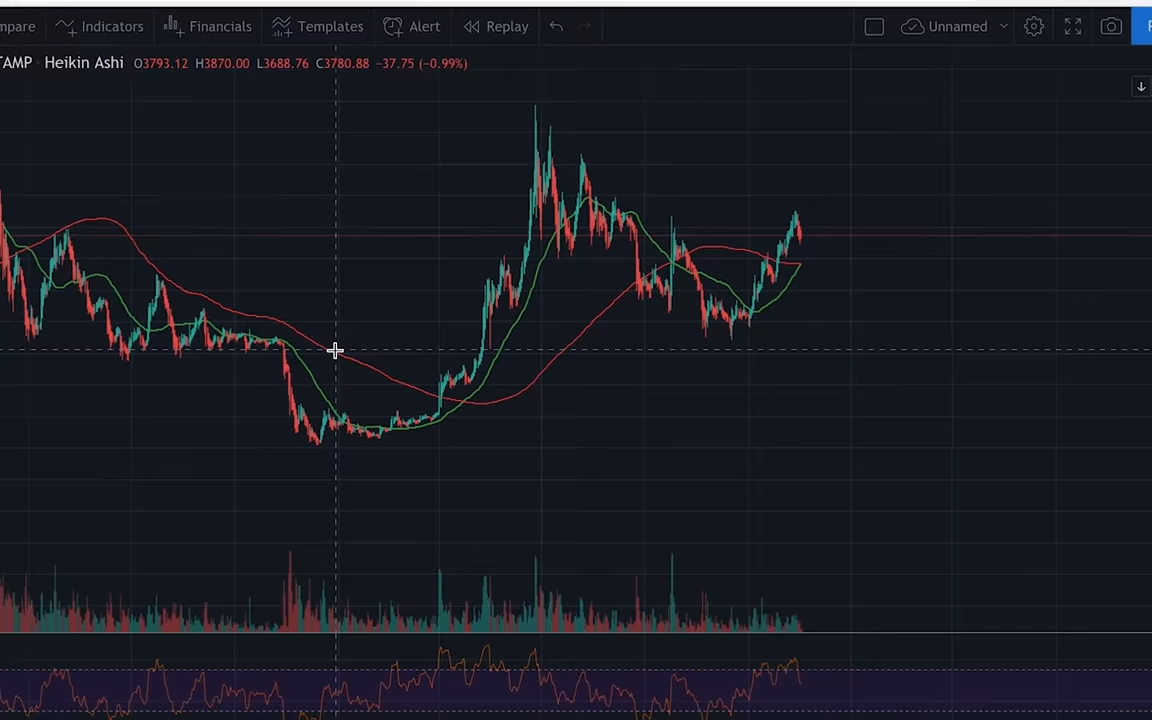 mpare Indicators Financials Templates Alert Replay Unnamed
TAMP Heikin Ashi O3793.12 H3870.00 L3688.76 C3780.88 −37.75 (−0.99%)